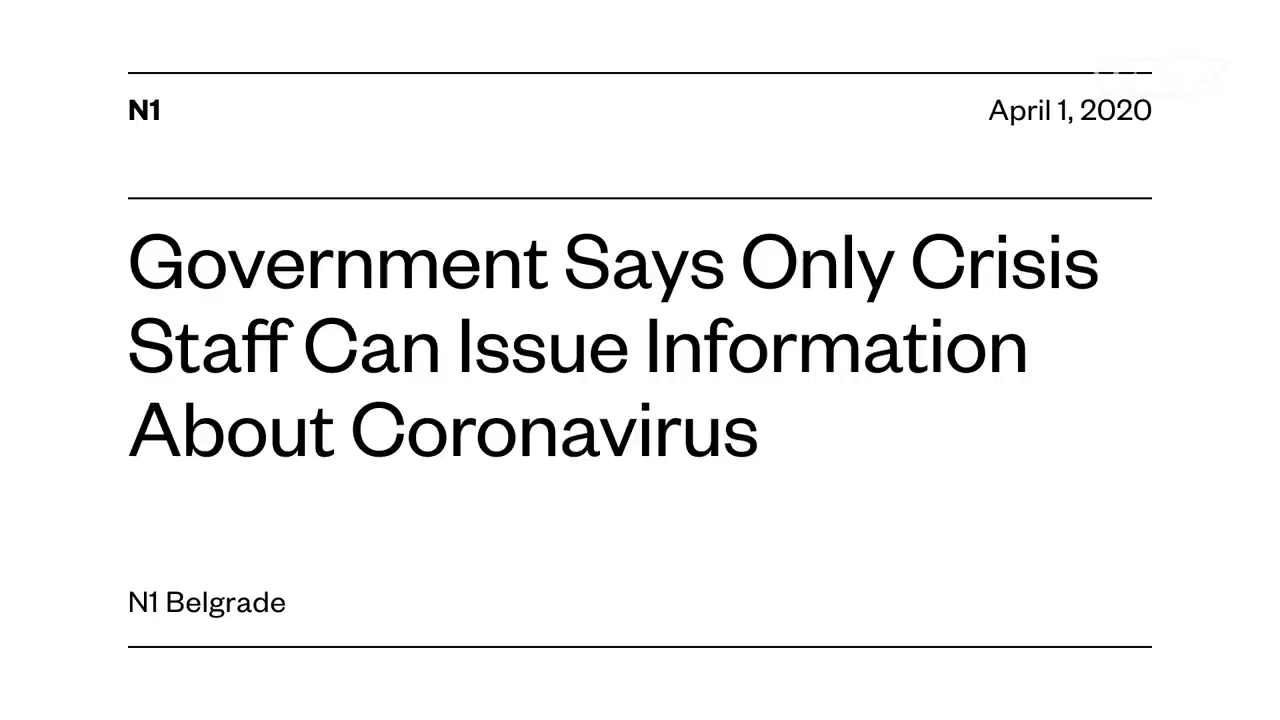 N1
April 1, 2020
Government Says Only Crisis
Staff Can Issue Information
About Coronavirus
N1 Belgrade